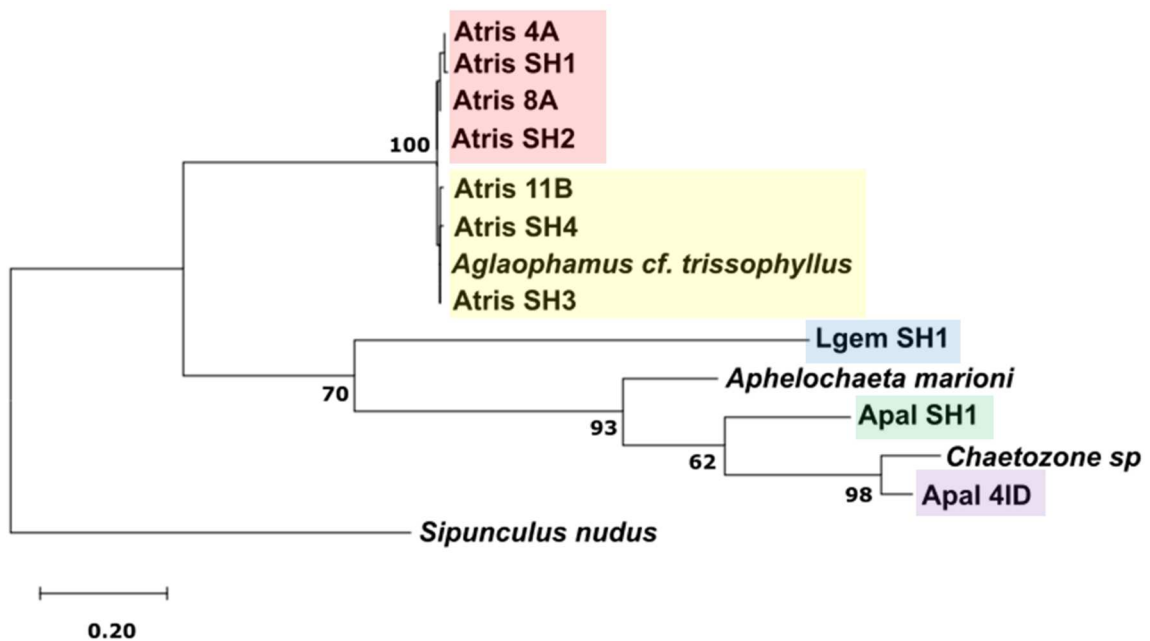 Atris 4A
Atris SH1
Atris 8A
Atris SH2
100
Atris 11B
Atris SH4
Aglaophamus cf. trissophyllus
Atris SH3
Lgem SH1
70
Aphelochaeta marioni
Apal SH1
93
Chaetozone sp
62
Apal 4ID
98
Sipunculus nudus
0.20